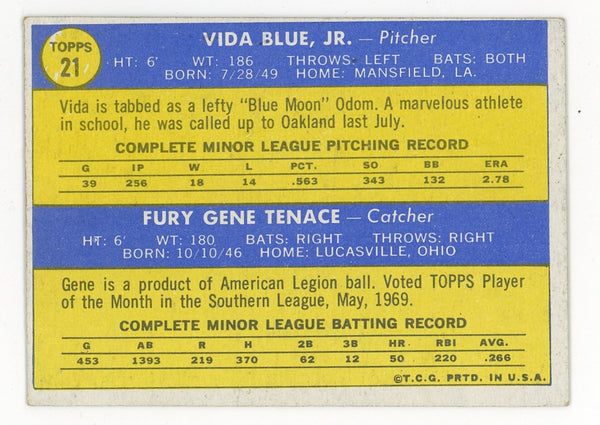 TOPPS
21
VIDA BLUE, JR. — Pitcher
HT: 6' WT: 186 THROWS: LEFT BATS: BOTH
BORN: 7/28/49 HOME: MANSFIELD, LA.
Vida is tabbed as a lefty "Blue Moon" Odom. A marvelous athlete
in school, he was called up to Oakland last July.
COMPLETE MINOR LEAGUE PITCHING RECORD
G IP W L PCT. SO BB ERA
39 256 18 14 .563 343 132 2.78
FURY GENE TENACE — Catcher
HT: 6' WT: 180 BATS: RIGHT THROWS: RIGHT
BORN: 10/10/46 HOME: LUCASVILLE, OHIO
Gene is a product of American Legion ball. Voted TOPPS Player
of the Month in the Southern League, May, 1969.
COMPLETE MINOR LEAGUE BATTING RECORD
G AB R H 2B 3B HR RBI AVG.
453 1393 219 370 62 12 50 220 .266
©T.C.G. PRTD. IN U.S.A.